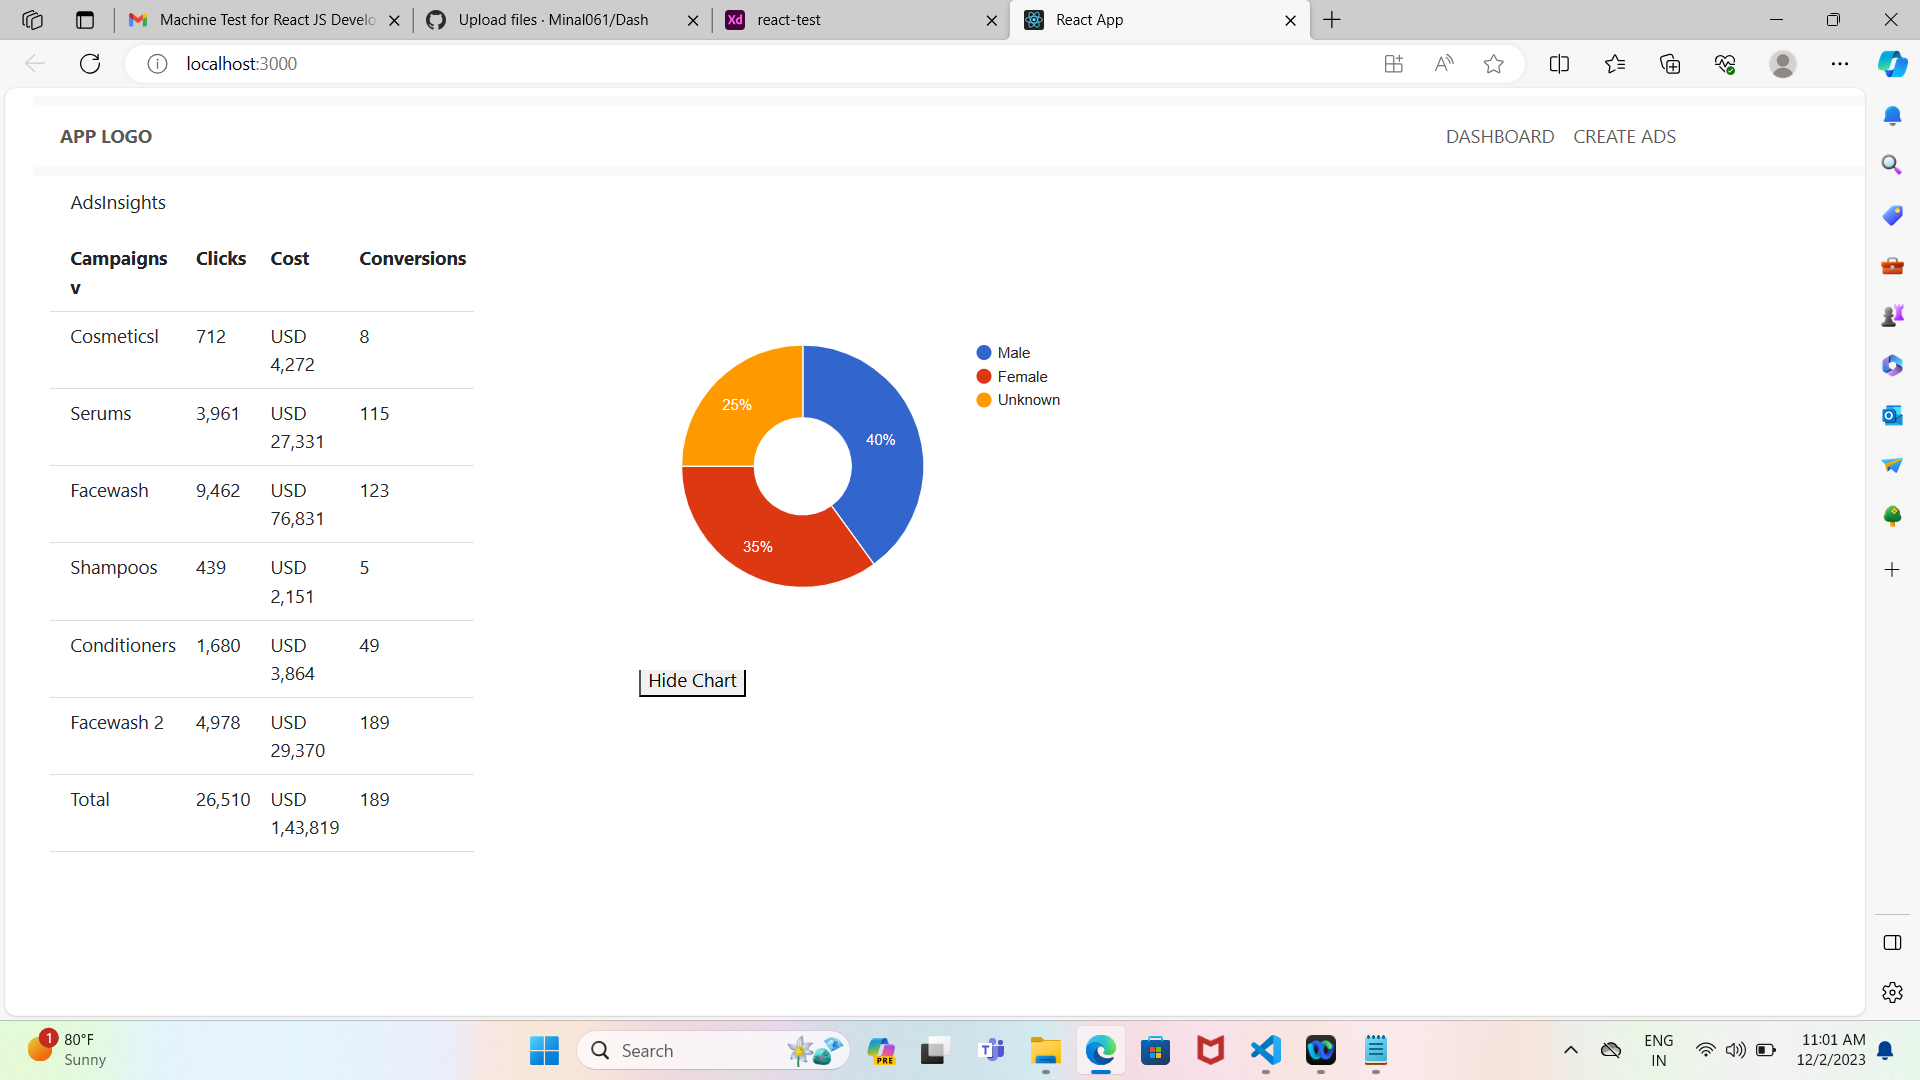 Machine Test for React JS Develo
Upload files · Minal061/Dash
Xd
react-test
React App
localhost:3000
APP LOGO
DASHBOARD
CREATE ADS
AdsInsights
Campaigns Clicks Cost Conversions
v
Cosmeticsl 712 USD 8
4,272
Serums 3,961 USD 115
27,331
Facewash 9,462 USD 123
76,831
Shampoos 439 USD 5
2,151
Conditioners 1,680 USD 49
3,864
Facewash 2 4,978 USD 189
29,370
Total 26,510 USD 189
1,43,819
Male
Female
Unknown
25%
40%
35%
Hide Chart
1
80°F
Sunny
Search
PRE
ENG
IN
11:01 AM
12/2/2023